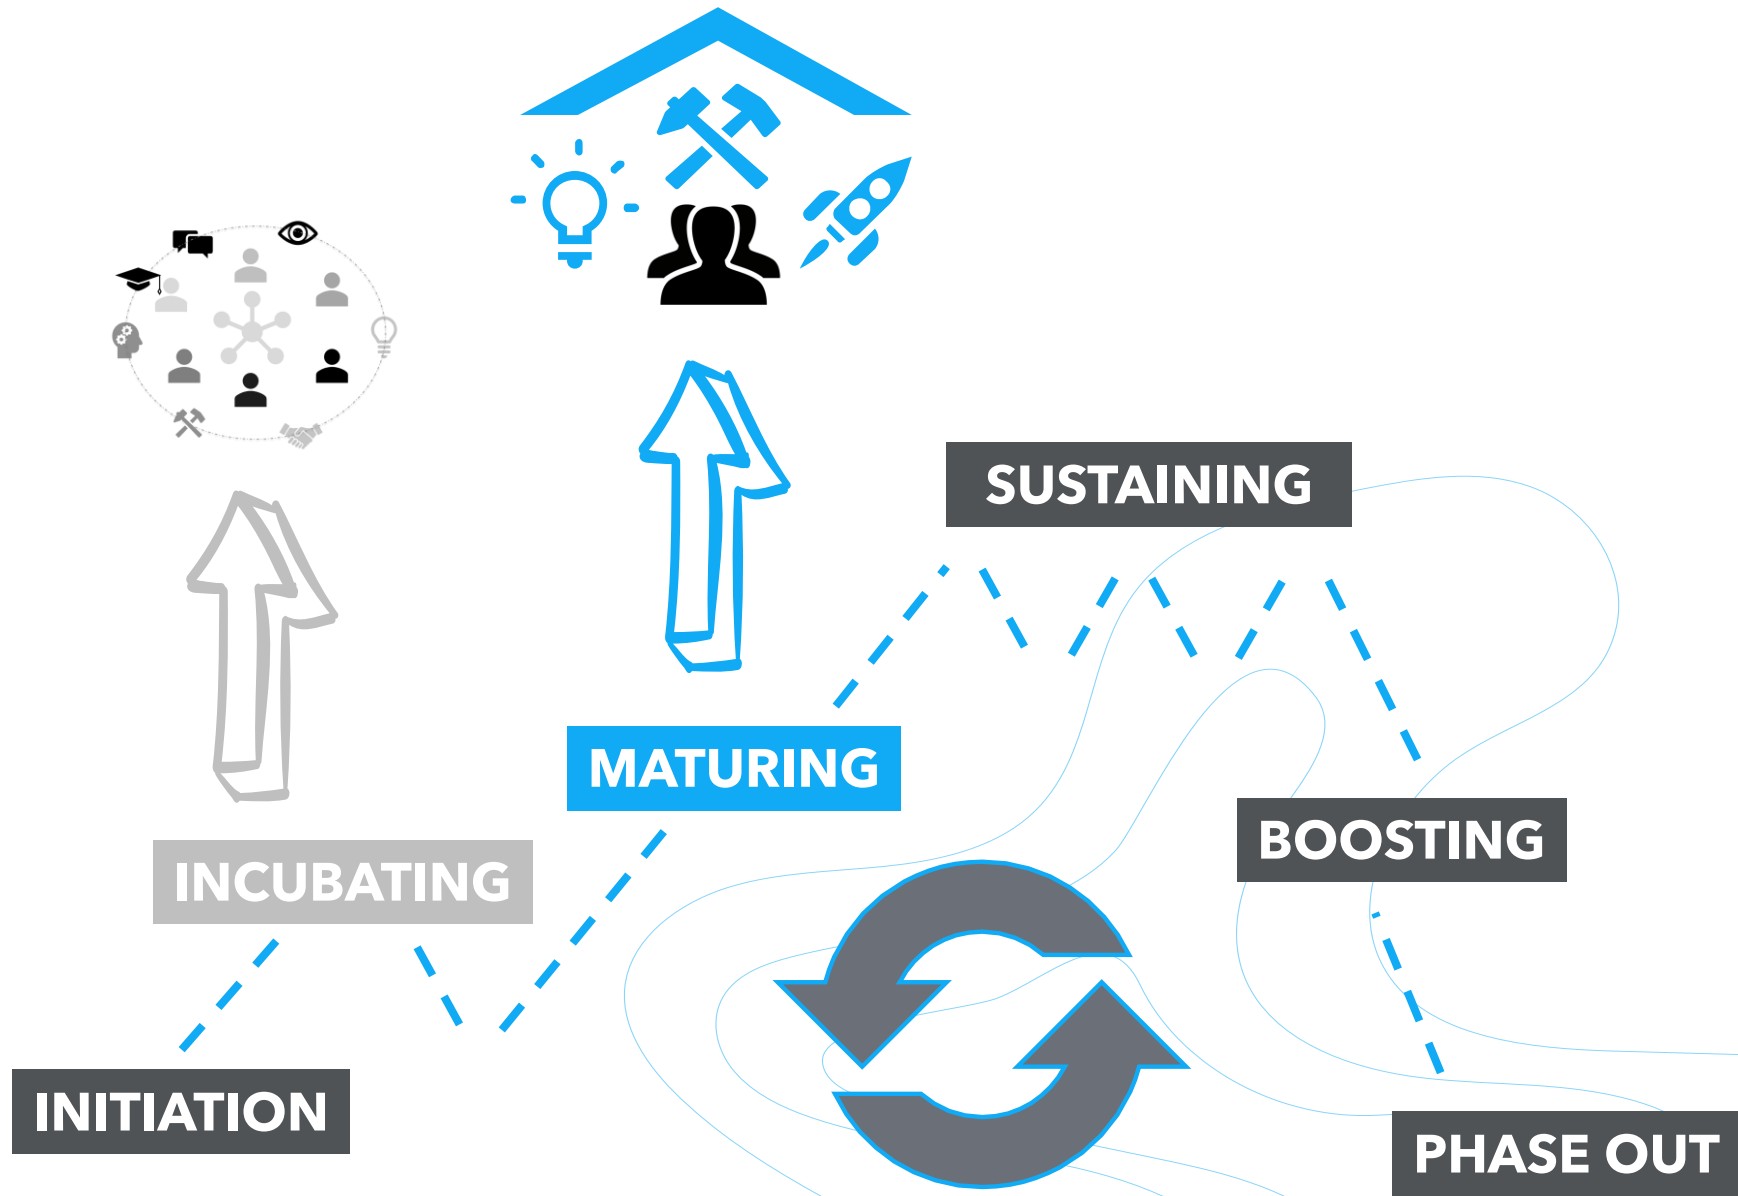 SUSTAINING
MATURING
BOOSTING
INCUBATING
INITIATION
PHASE OUT